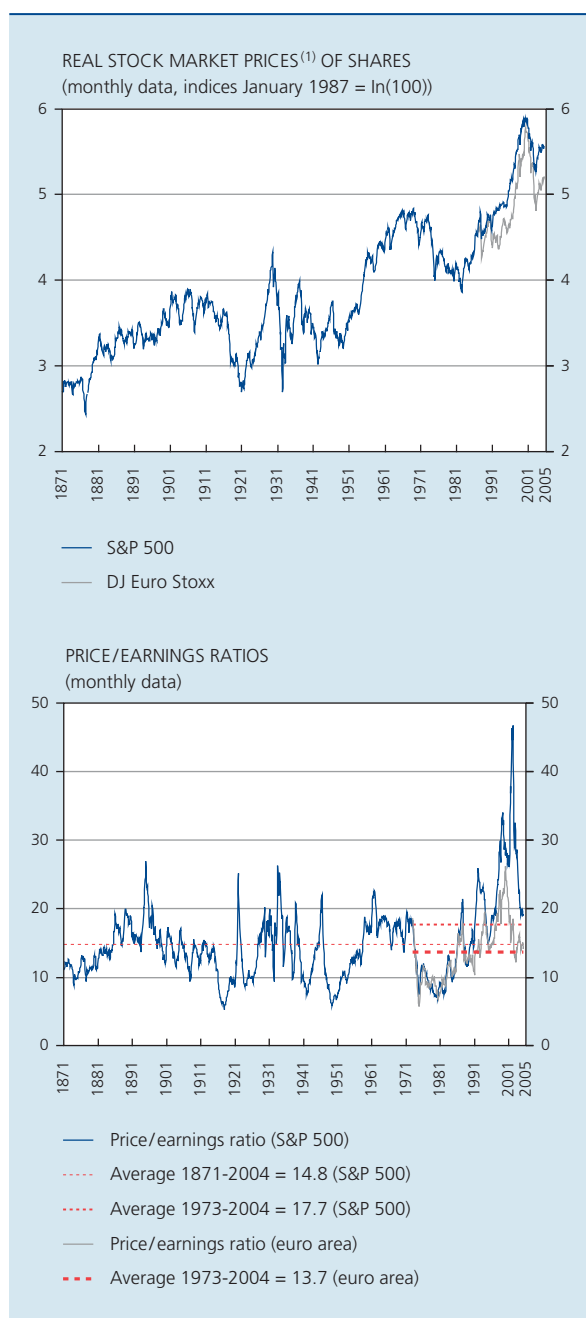 REAL STOCK MARKET PRICES(1) OF SHARES
(monthly data, indices January 1987 = ln(100))
6 6
5 5
4 4
3 3
2 2
1871 1881 1891 1901 1911 1921 1931 1941 1951 1961 1971 1981 1991 2001 2005
S&P 500
DJ Euro Stoxx
PRICE/EARNINGS RATIOS
(monthly data)
50 50
40 40
30 30
20 20
10 10
0 0
1871 1881 1891 1901 1911 1921 1931 1941 1951 1961 1971 1981 1991 2001 2005
Price/earnings ratio (S&P 500)
Average 1871-2004 = 14.8 (S&P 500)
Average 1973-2004 = 17.7 (S&P 500)
Price/earnings ratio (euro area)
Average 1973-2004 = 13.7 (euro area)